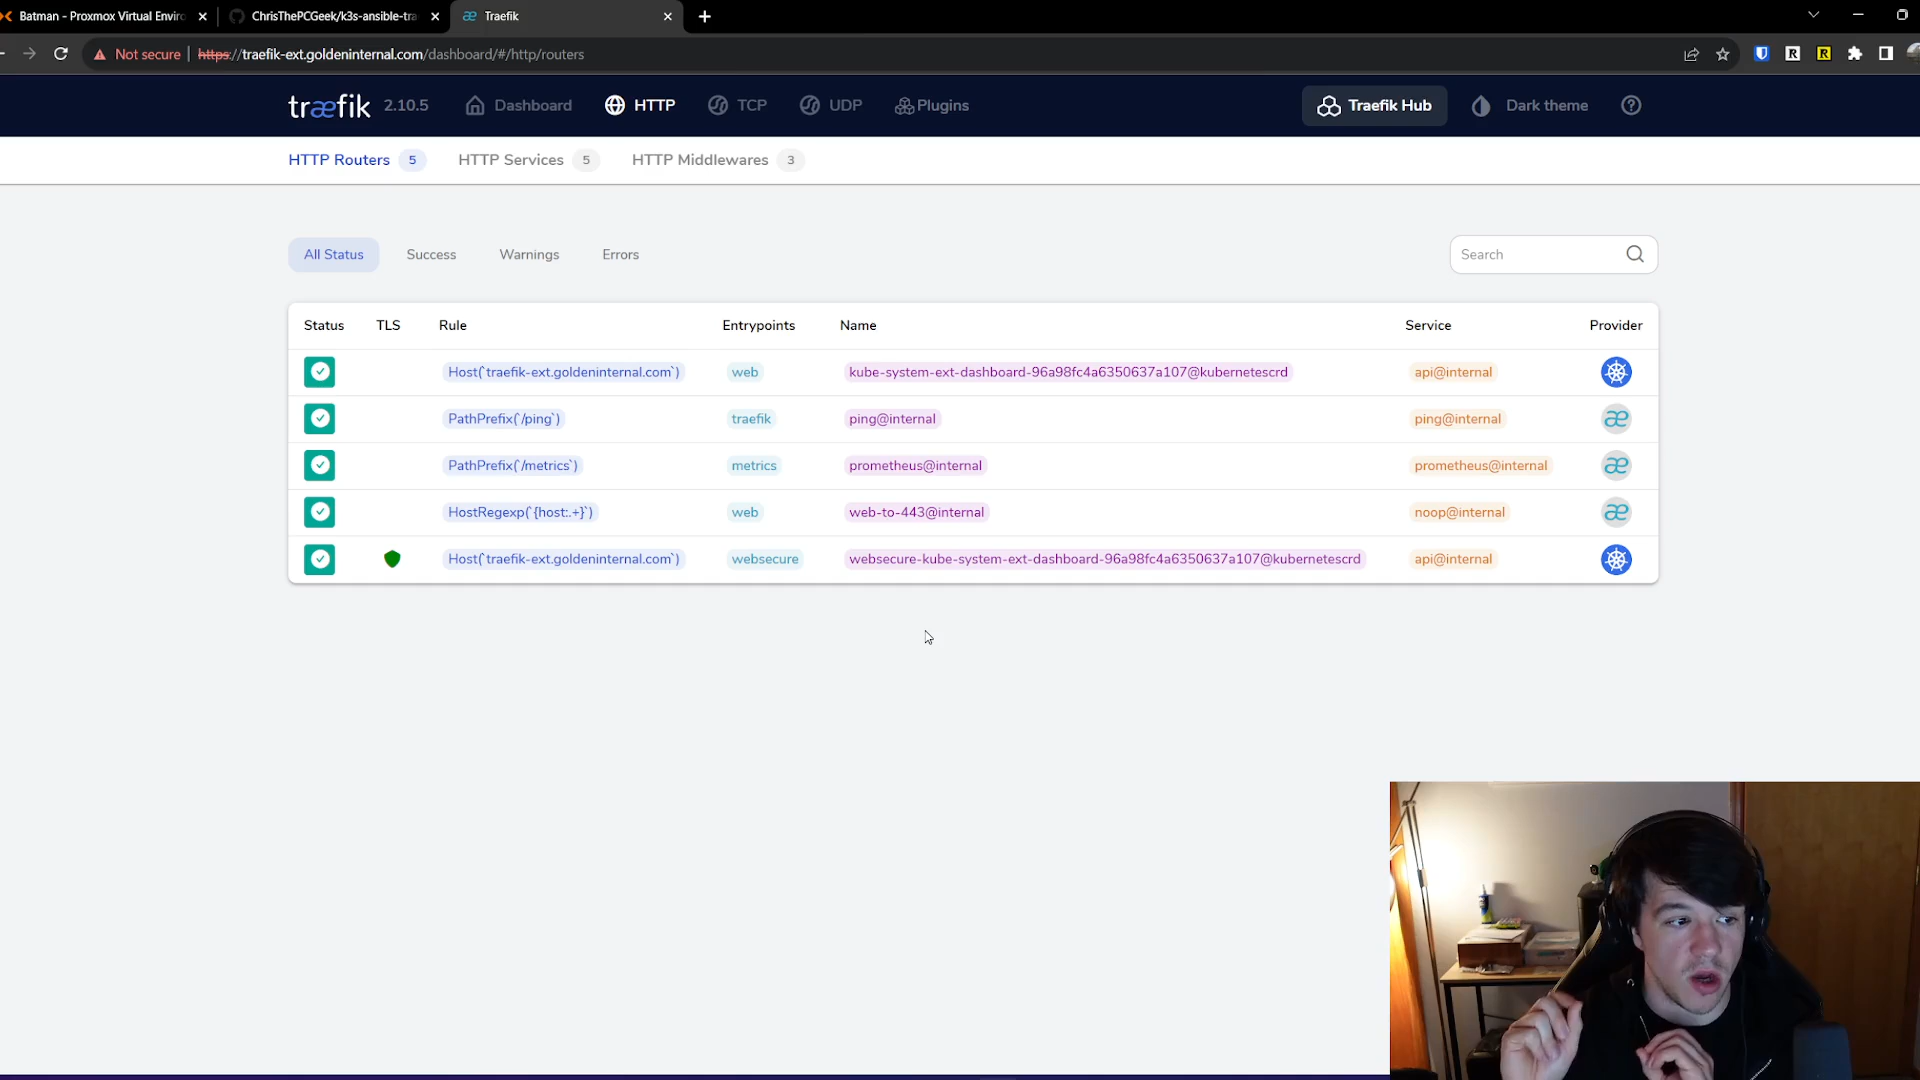 Batman - Proxmox Virtual Enviro
ChrisThePCGeek/k3s-ansible-tra
Traefik
Not secure
https://traefik-ext.goldeninternal.com/dashboard/#/http/routers
træfik 2.10.5 Dashboard HTTP TCP UDP Plugins Traefik Hub Dark theme
HTTP Routers 5 HTTP Services 5 HTTP Middlewares 3
All Status Success Warnings Errors Search
Status TLS Rule Entrypoints Name Service Provider
Host(`traefik-ext.goldeninternal.com`) web kube-system-ext-dashboard-96a98fc4a6350637a107@kubernetescrd api@internal
PathPrefix(`/ping`) traefik ping@internal ping@internal
PathPrefix(`/metrics`) metrics prometheus@internal prometheus@internal
HostRegexp(`{host:.+}`) web web-to-443@internal noop@internal
Host(`traefik-ext.goldeninternal.com`) websecure websecure-kube-system-ext-dashboard-96a98fc4a6350637a107@kubernetescrd api@internal